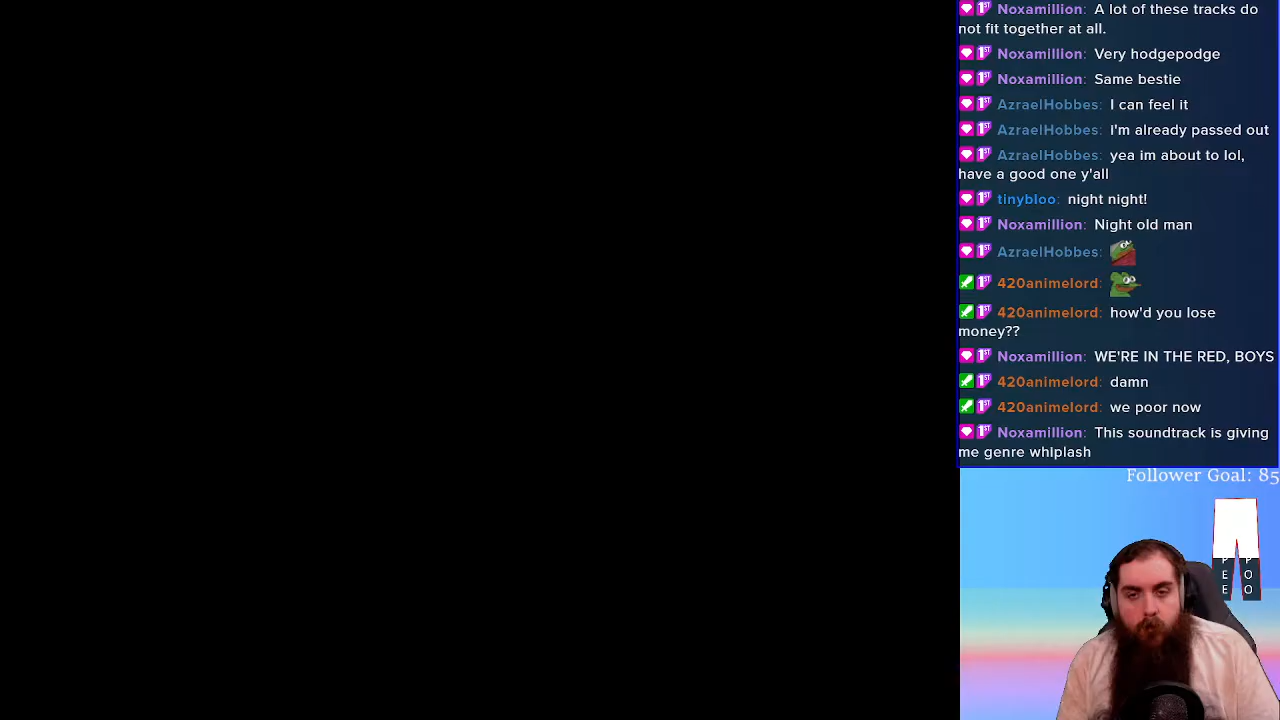 Noxamillion: A lot of these tracks do
not fit together at all.
Noxamillion: Very hodgepodge
Noxamillion: Same bestie
AzraelHobbes: I can feel it
AzraelHobbes: I'm already passed out
AzraelHobbes: yea im about to lol,
have a good one y'all
tinybloo: night night!
Noxamillion: Night old man
AzraelHobbes:
420animelord:
420animelord: how'd you lose
money??
Noxamillion: WE'RE IN THE RED, BOYS
420animelord: damn
420animelord: we poor now
Noxamillion: This soundtrack is giving
me genre whiplash
Follower Goal: 85
PEE
POO